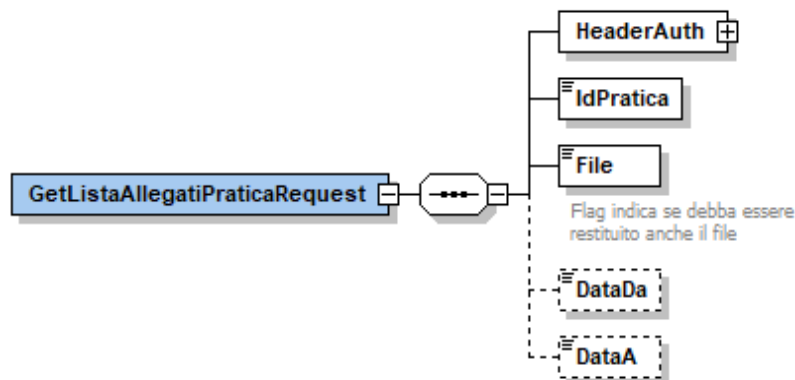 HeaderAuth
IdPratica
GetListaAllegatiPraticaRequest
File
Flag indica se debba essere
restituito anche il file
DataDa
DataA